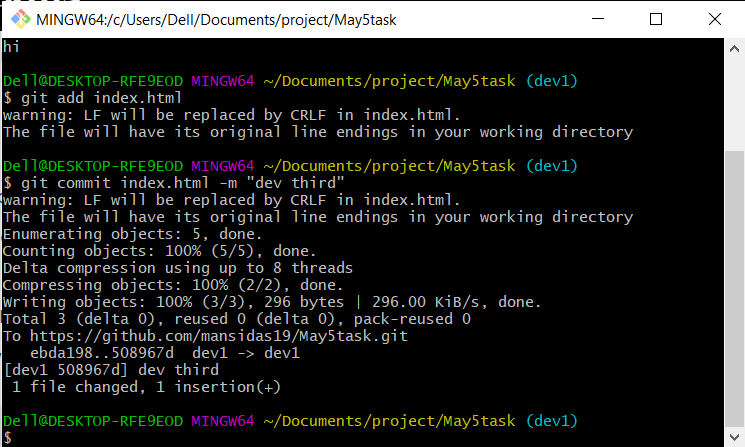 MINGW64:/c/Users/Dell/Documents/project/May5task
hi
Dell@DESKTOP-RFE9EOD MINGW64 ~/Documents/project/May5task (dev1)
$ git add index.html
warning: LF will be replaced by CRLF in index.html.
The file will have its original line endings in your working directory
Dell@DESKTOP-RFE9EOD MINGW64 ~/Documents/project/May5task (dev1)
$ git commit index.html -m "dev third"
warning: LF will be replaced by CRLF in index.html.
The file will have its original line endings in your working directory
Enumerating objects: 5, done.
Counting objects: 100% (5/5), done.
Delta compression using up to 8 threads
Compressing objects: 100% (2/2), done.
Writing objects: 100% (3/3), 296 bytes | 296.00 KiB/s, done.
Total 3 (delta 0), reused 0 (delta 0), pack-reused 0
To https://github.com/mansidas19/May5task.git
   ebda198..508967d  dev1 -> dev1
[dev1 508967d] dev third
 1 file changed, 1 insertion(+)
Dell@DESKTOP-RFE9EOD MINGW64 ~/Documents/project/May5task (dev1)
$